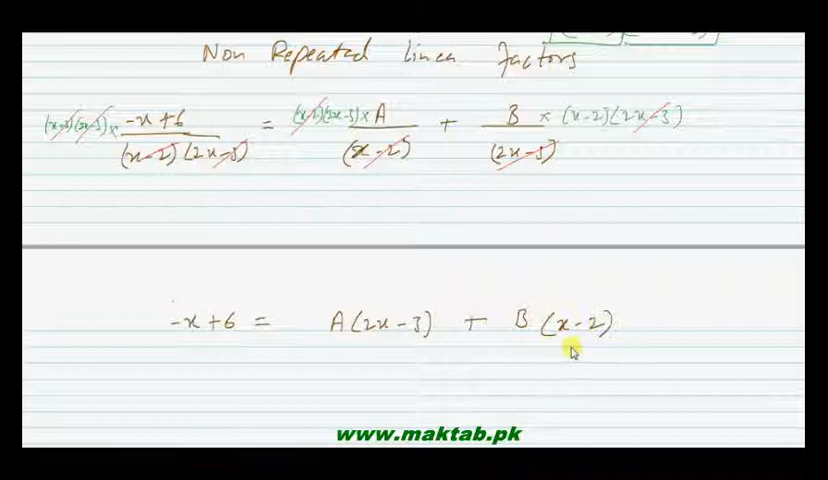 Non Repeated linea factors
(x-2)(2x-3)× -x+6 / (x-2)(2x-3) = (x-2)(2x-3)× A / (x-2) + B × (x-2)(2x-3) / (2x-3)
-x+6 = A(2x-3) + B(x-2)
www.maktab.pk